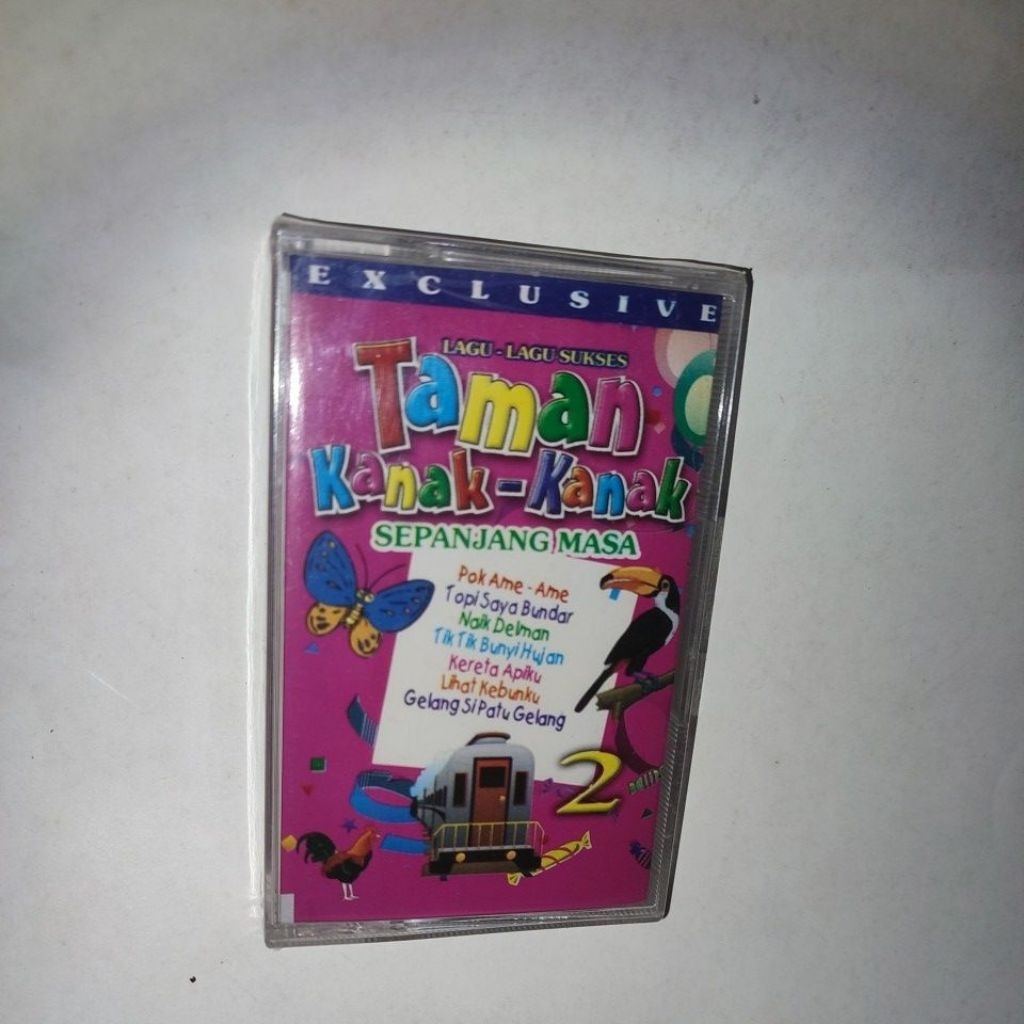 EXCLUSIVE
LAGU - LAGU SUKSES
Taman
Kanak-Kanak
SEPANJANG MASA
Pok Ame - Ame
Topi Saya Bundar
Naik Delman
Tik Tik Bunyi Hujan
Kereta Apiku
Lihat Kebunku
Gelang Si Patu Gelang
2